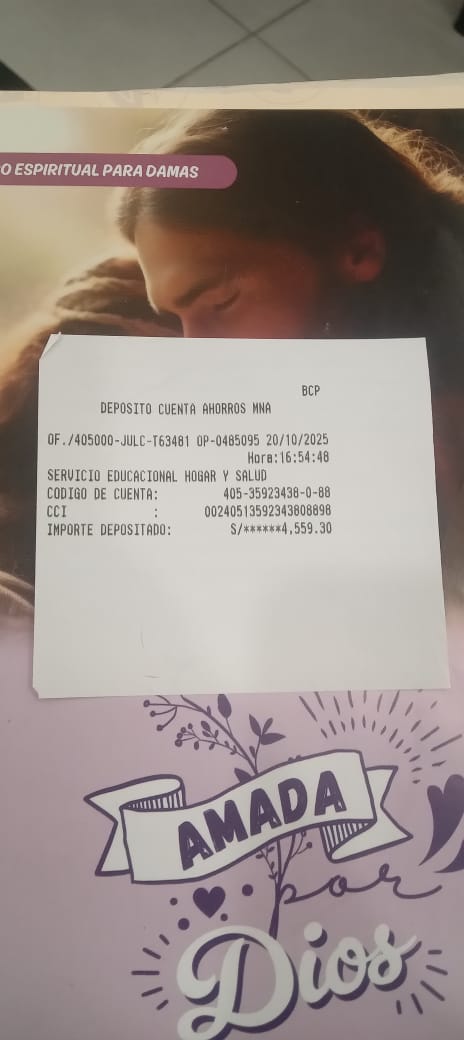 O ESPIRITUAL PARA DAMAS
BCP
DEPOSITO CUENTA AHORROS MNA
OF./405000-JULC-T63481 OP-0485095 20/10/2025
Hora:16:54:48
SERVICIO EDUCACIONAL HOGAR Y SALUD
CODIGO DE CUENTA: 405-35923438-0-88
CCI : 00240513592343808898
IMPORTE DEPOSITADO: S/******4,559.30
AMADA
por
Dios